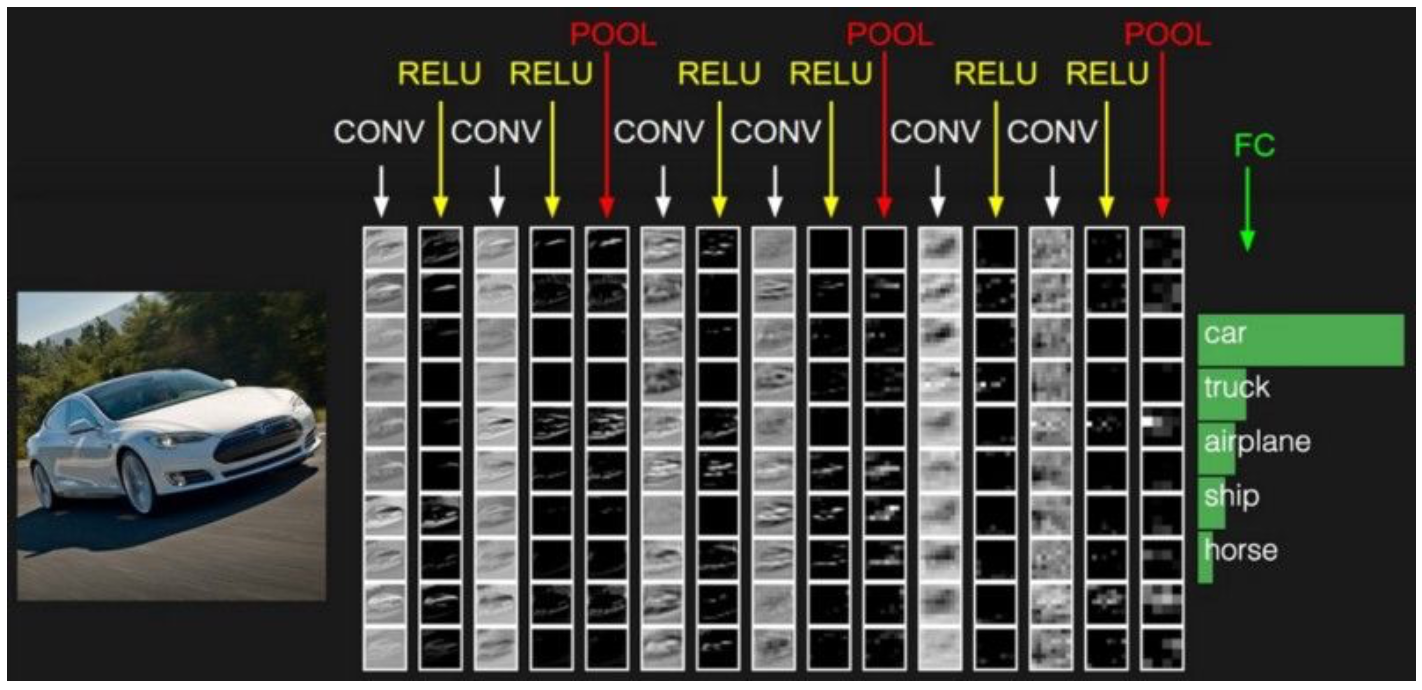 POOL POOL POOL
RELU RELU RELU RELU RELU RELU
CONV CONV CONV CONV CONV CONV
FC
car
truck
airplane
ship
horse